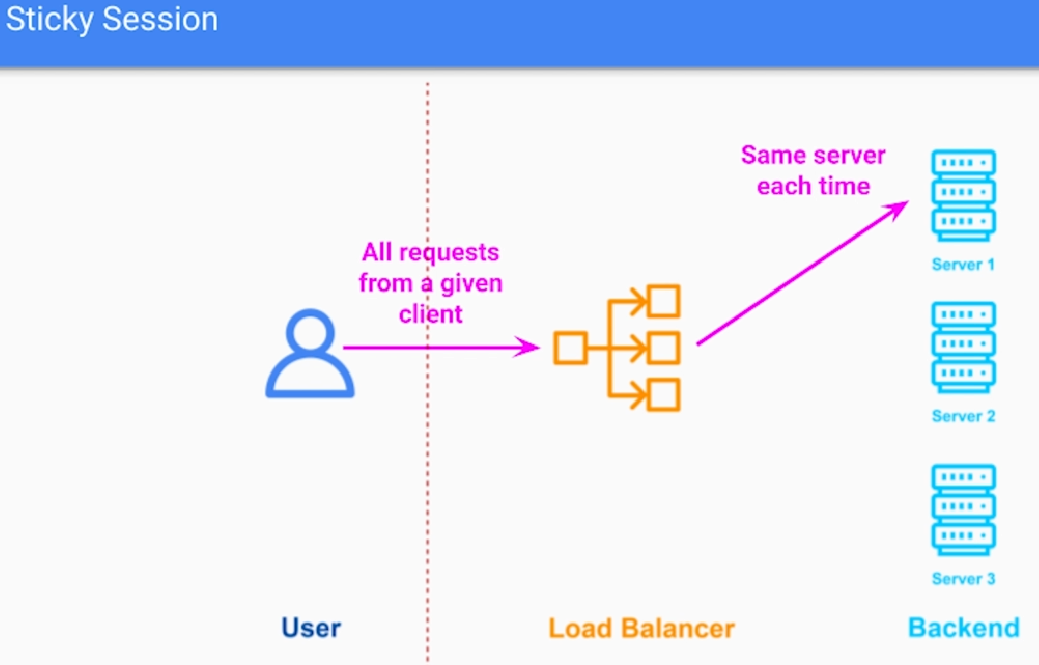 Sticky Session
Same server
each time
All requests
from a given
client
Server 1
Server 2
Server 3
User
Load Balancer
Backend